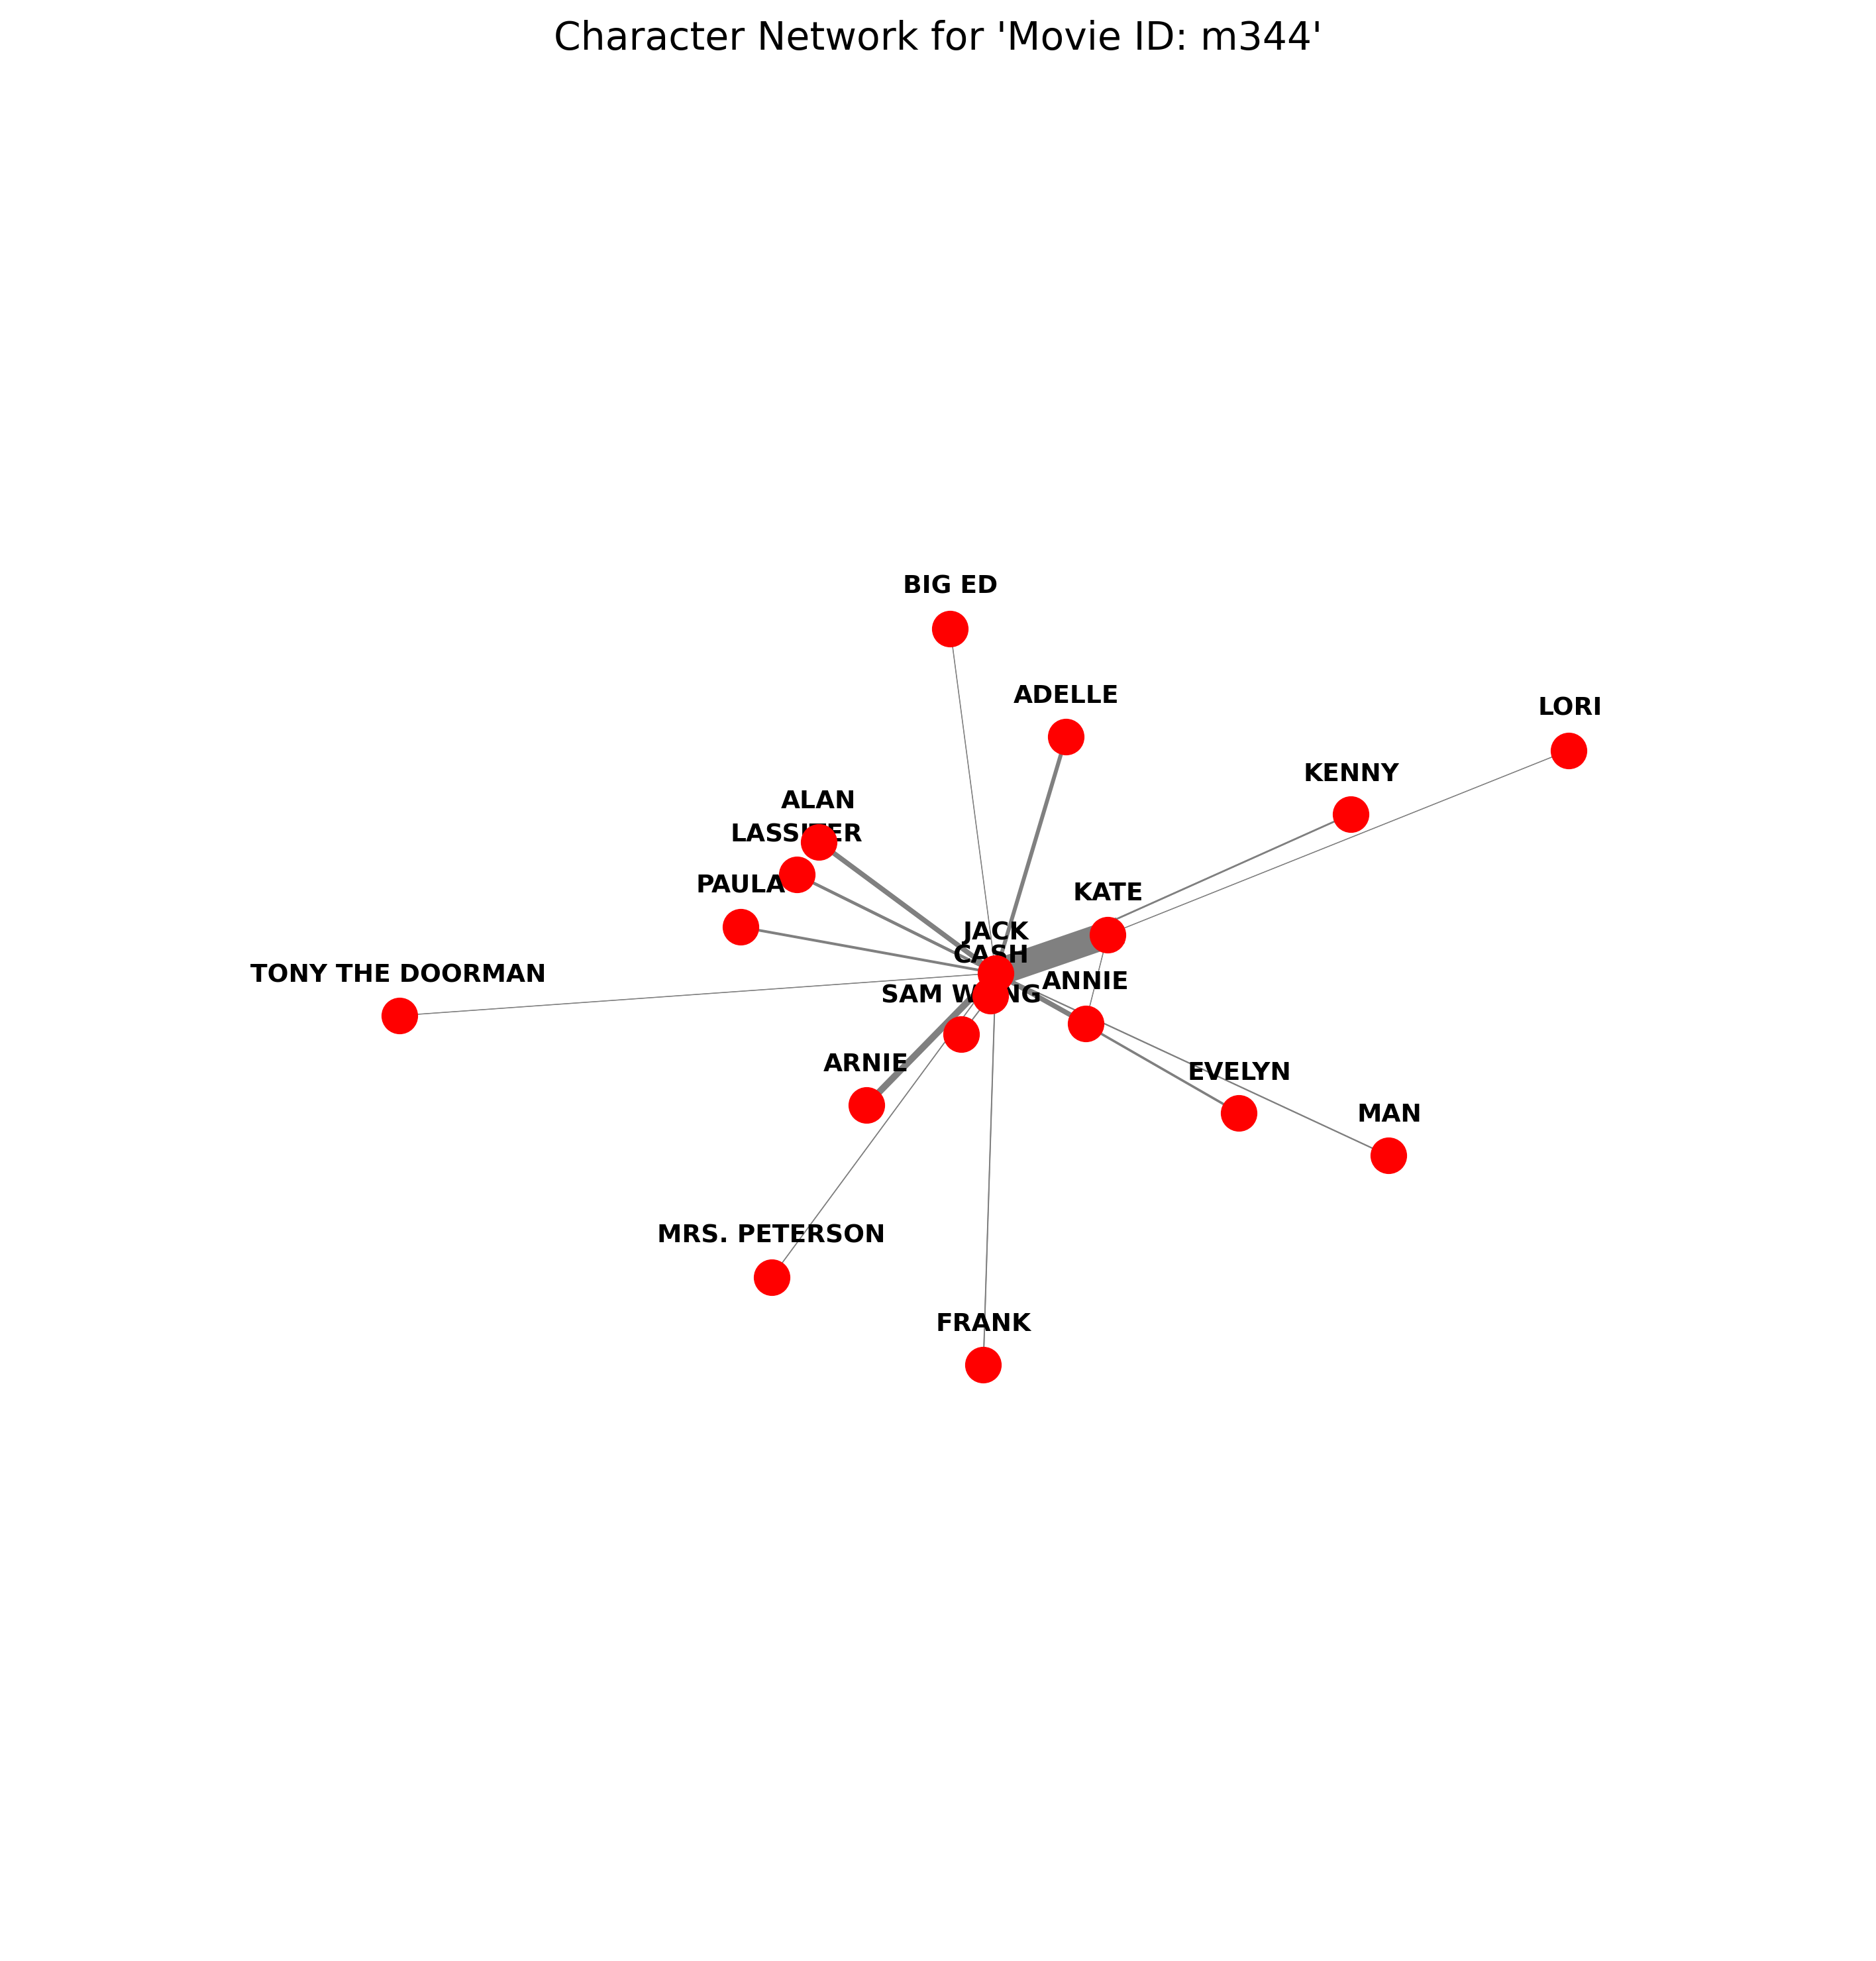 Character Network for 'Movie ID: m344'
BIG ED
ADELLE
LORI
KENNY
ALAN
LASSITER
PAULA
KATE
JACK
CASH
TONY THE DOORMAN
ANNIE
SAM WONG
ARNIE
EVELYN
MAN
MRS. PETERSON
FRANK